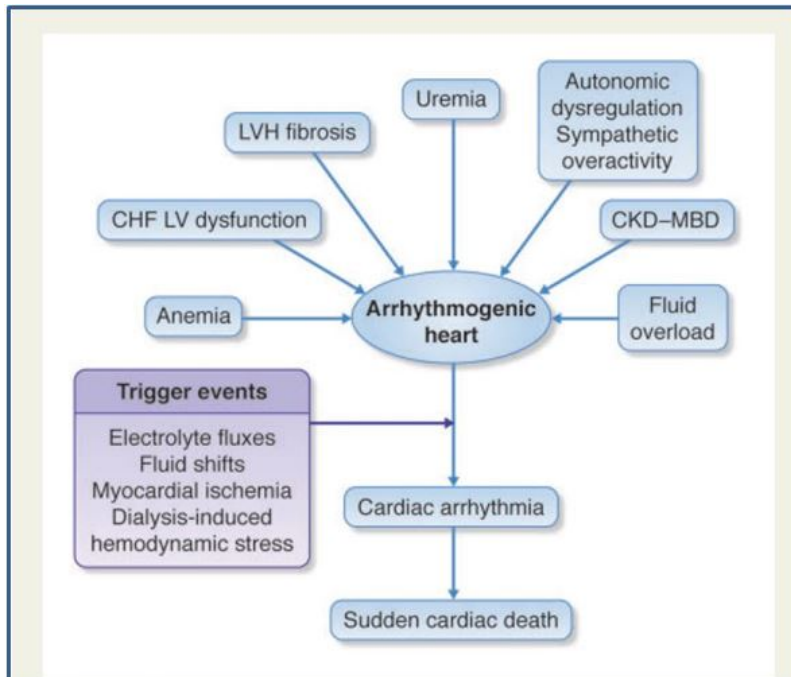 Uremia
Autonomic
dysregulation
Sympathetic
overactivity
LVH fibrosis
CHF LV dysfunction
CKD–MBD
Anemia
Arrhythmogenic
heart
Fluid
overload
Trigger events
Electrolyte fluxes
Fluid shifts
Myocardial ischemia
Dialysis-induced
hemodynamic stress
Cardiac arrhythmia
Sudden cardiac death